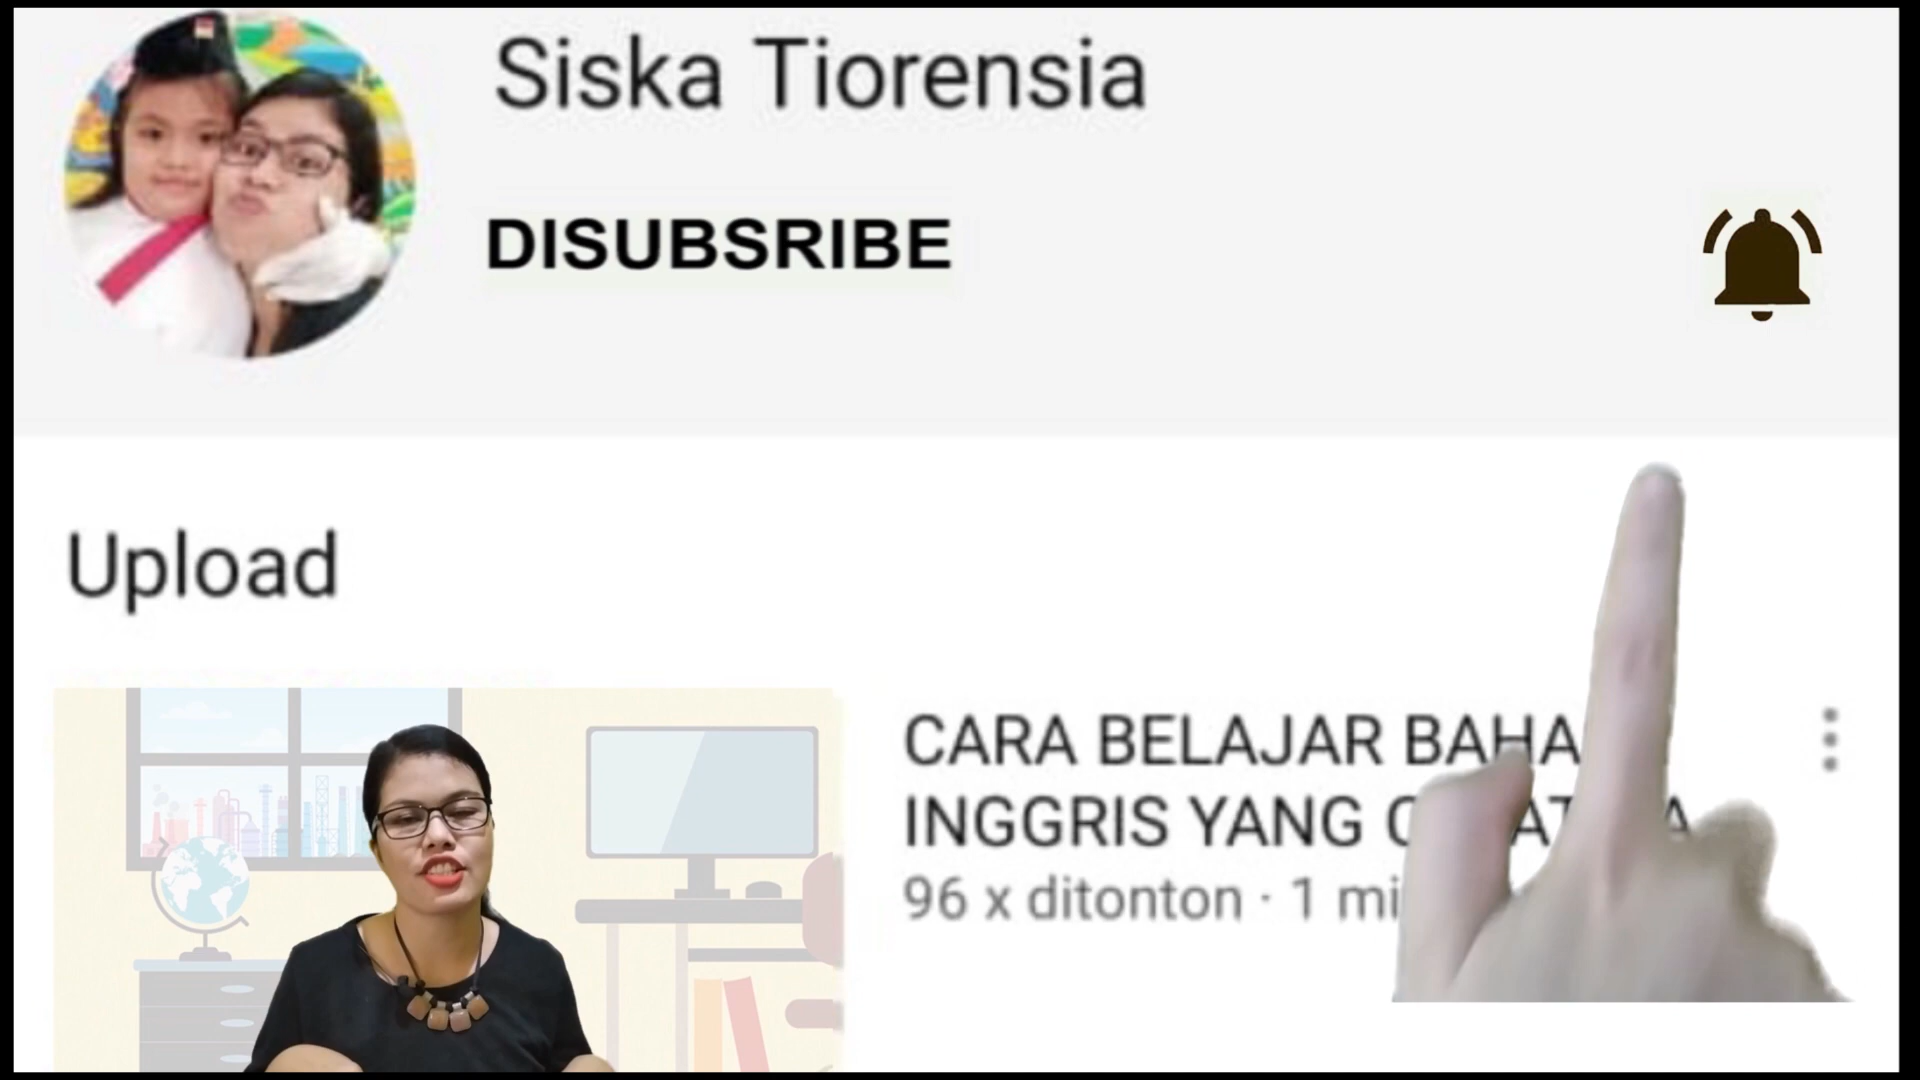 Siska Tiorensia
DISUBSRIBE
Upload
CARA BELAJAR BAHA
INGGRIS YANG
96 x ditonton · 1 mi